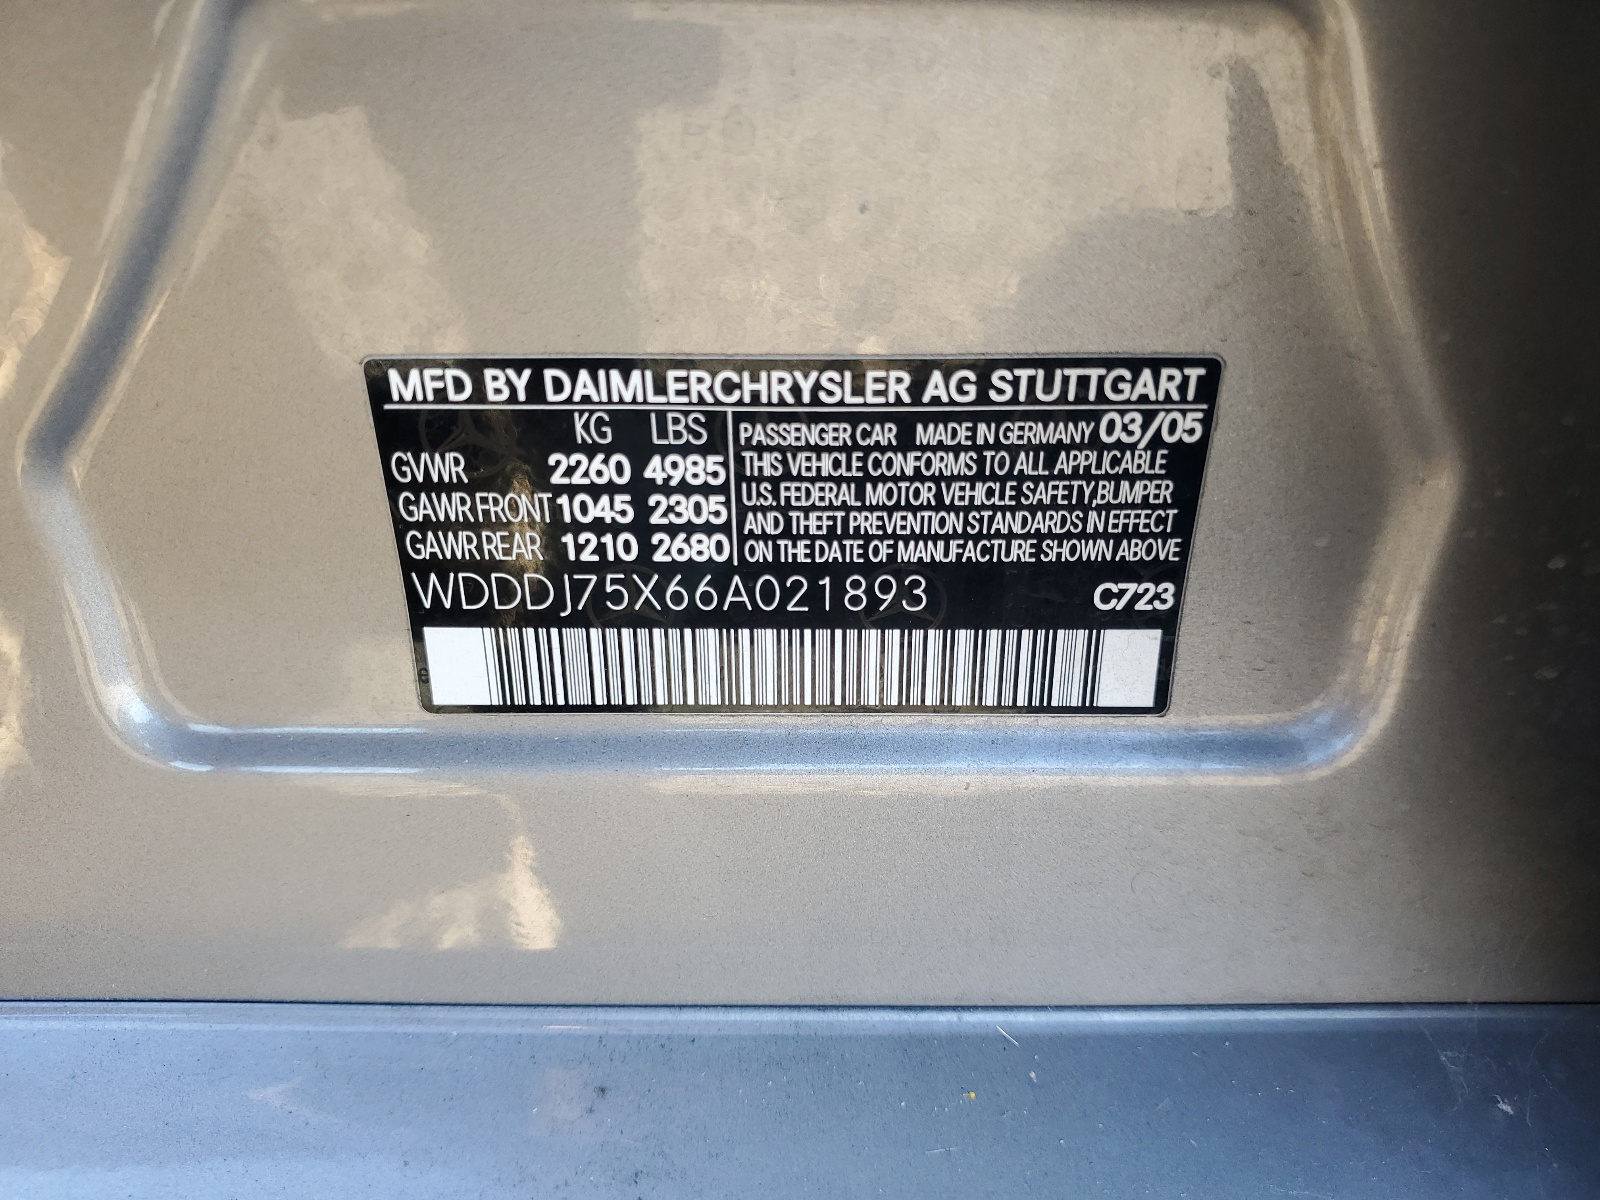 MFD BY DAIMLERCHRYSLER AG STUTTGART
KG LBS
GVWR 2260 4985
GAWR FRONT 1045 2305
GAWR REAR 1210 2680
PASSENGER CAR MADE IN GERMANY 03/05
THIS VEHICLE CONFORMS TO ALL APPLICABLE
U.S. FEDERAL MOTOR VEHICLE SAFETY,BUMPER
AND THEFT PREVENTION STANDARDS IN EFFECT
ON THE DATE OF MANUFACTURE SHOWN ABOVE
WDDDJ75X66A021893 C723